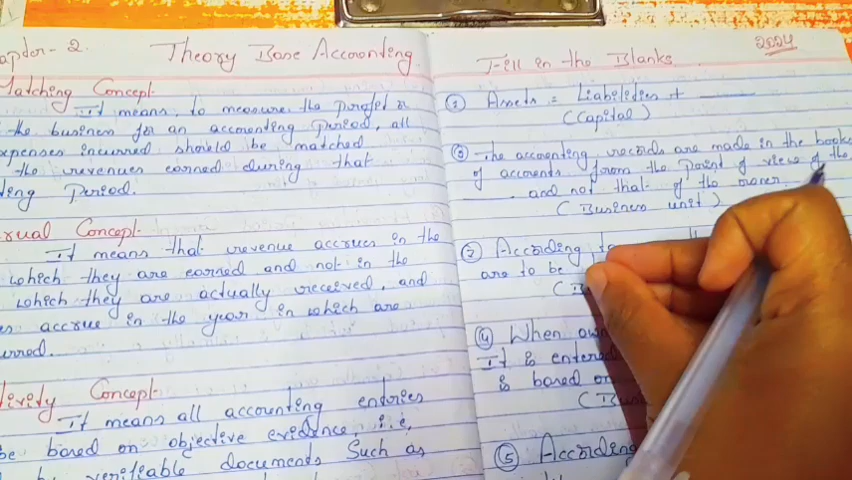 apter-2. Theory Base Accounting
Matching Concept
It means, to measure the profit
the business for an accounting period, all
xpenses incurred should be matched
the revenues earned during that
ting Period.
rual Concept
It means that revenue accrues in the
which they are earned and not in the
which they are actually received, and
es accrue in the year in which are
urred.
tivity Concept
It means all accounting entries
be based on objective evidence, i.e,
verifiable documents Such as
2024
Fill in the Blanks
Assets = Liabilities +
(Capital)
The accounting records are made in the books
of accounts from the point of view of the
and not that of the owner.
(Business unit)
According
are to be
(B
④ When own
It is entered
is based on
(Bus
⑤ According